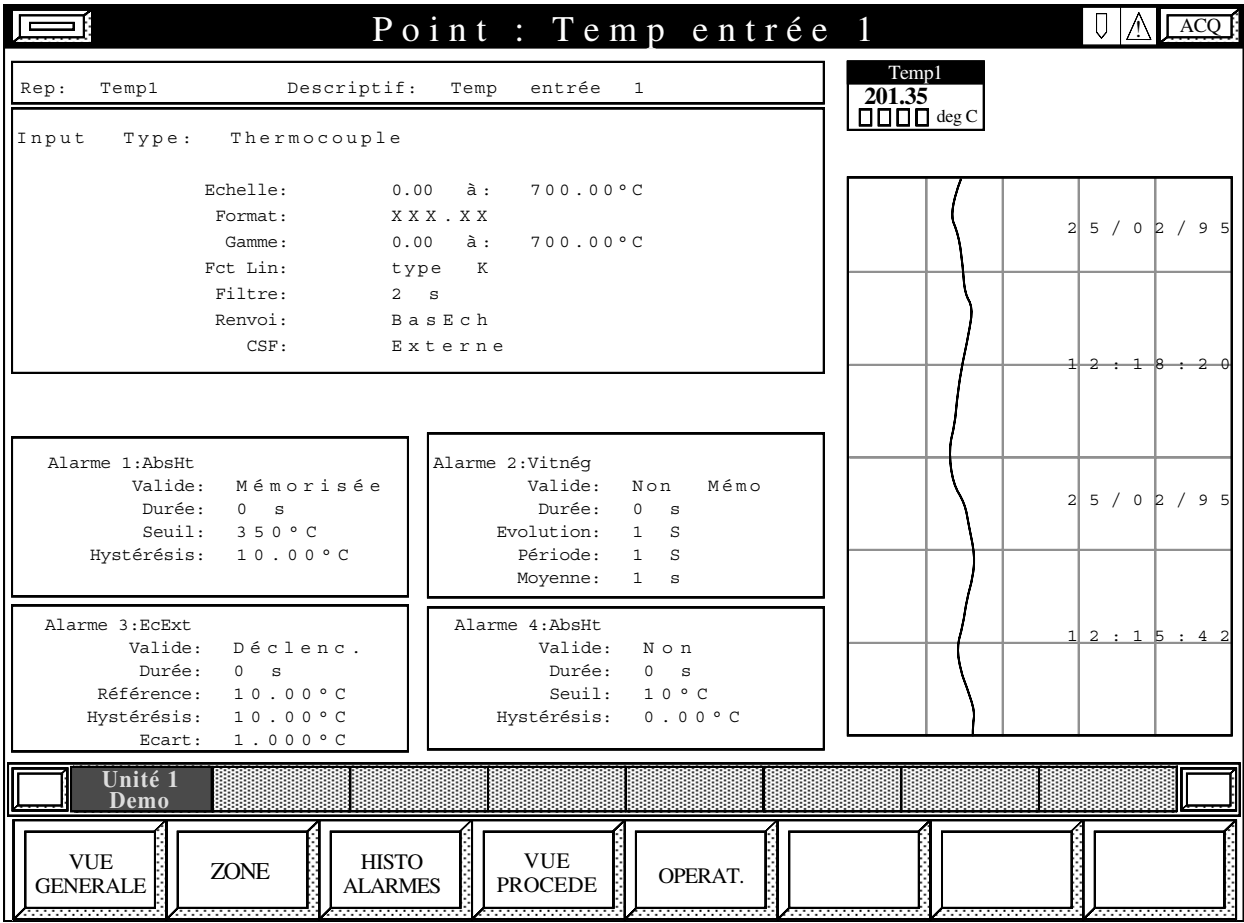 Point : Temp entrée 1
ACQ
Rep: Temp1 Descriptif: Temp entrée 1
Temp1
201.35
deg C
Input Type: Thermocouple
Echelle: 0.00 à: 700.00°C
Format: XXX.XX
Gamme: 0.00 à: 700.00°C
Fct Lin: type K
Filtre: 2 s
Renvoi: BasEch
CSF: Externe
25/02/95
12:18:20
25/02/95
12:15:42
Alarme 1:AbsHt
Valide: Mémorisée
Durée: 0 s
Seuil: 350°C
Hystérésis: 10.00°C
Alarme 2:Vitnég
Valide: Non Mémo
Durée: 0 s
Evolution: 1 S
Période: 1 S
Moyenne: 1 s
Alarme 3:EcExt
Valide: Déclenc.
Durée: 0 s
Référence: 10.00°C
Hystérésis: 10.00°C
Ecart: 1.000°C
Alarme 4:AbsHt
Valide: Non
Durée: 0 s
Seuil: 10°C
Hystérésis: 0.00°C
Unité 1
Demo
VUE
GENERALE
ZONE
HISTO
ALARMES
VUE
PROCEDE
OPERAT.